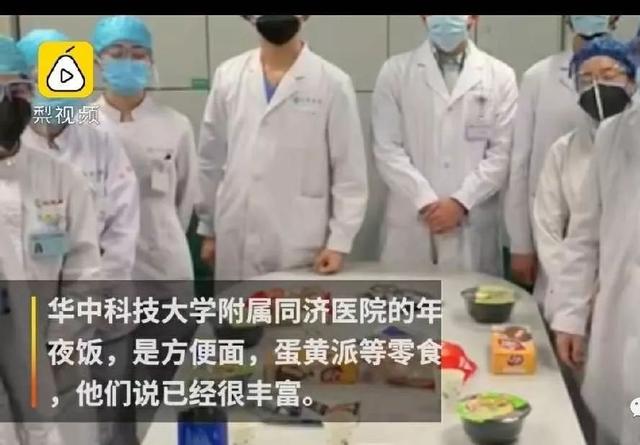 梨视频
华中科技大学附属同济医院的年
夜饭，是方便面，蛋黄派等零食
，他们说已经很丰富。